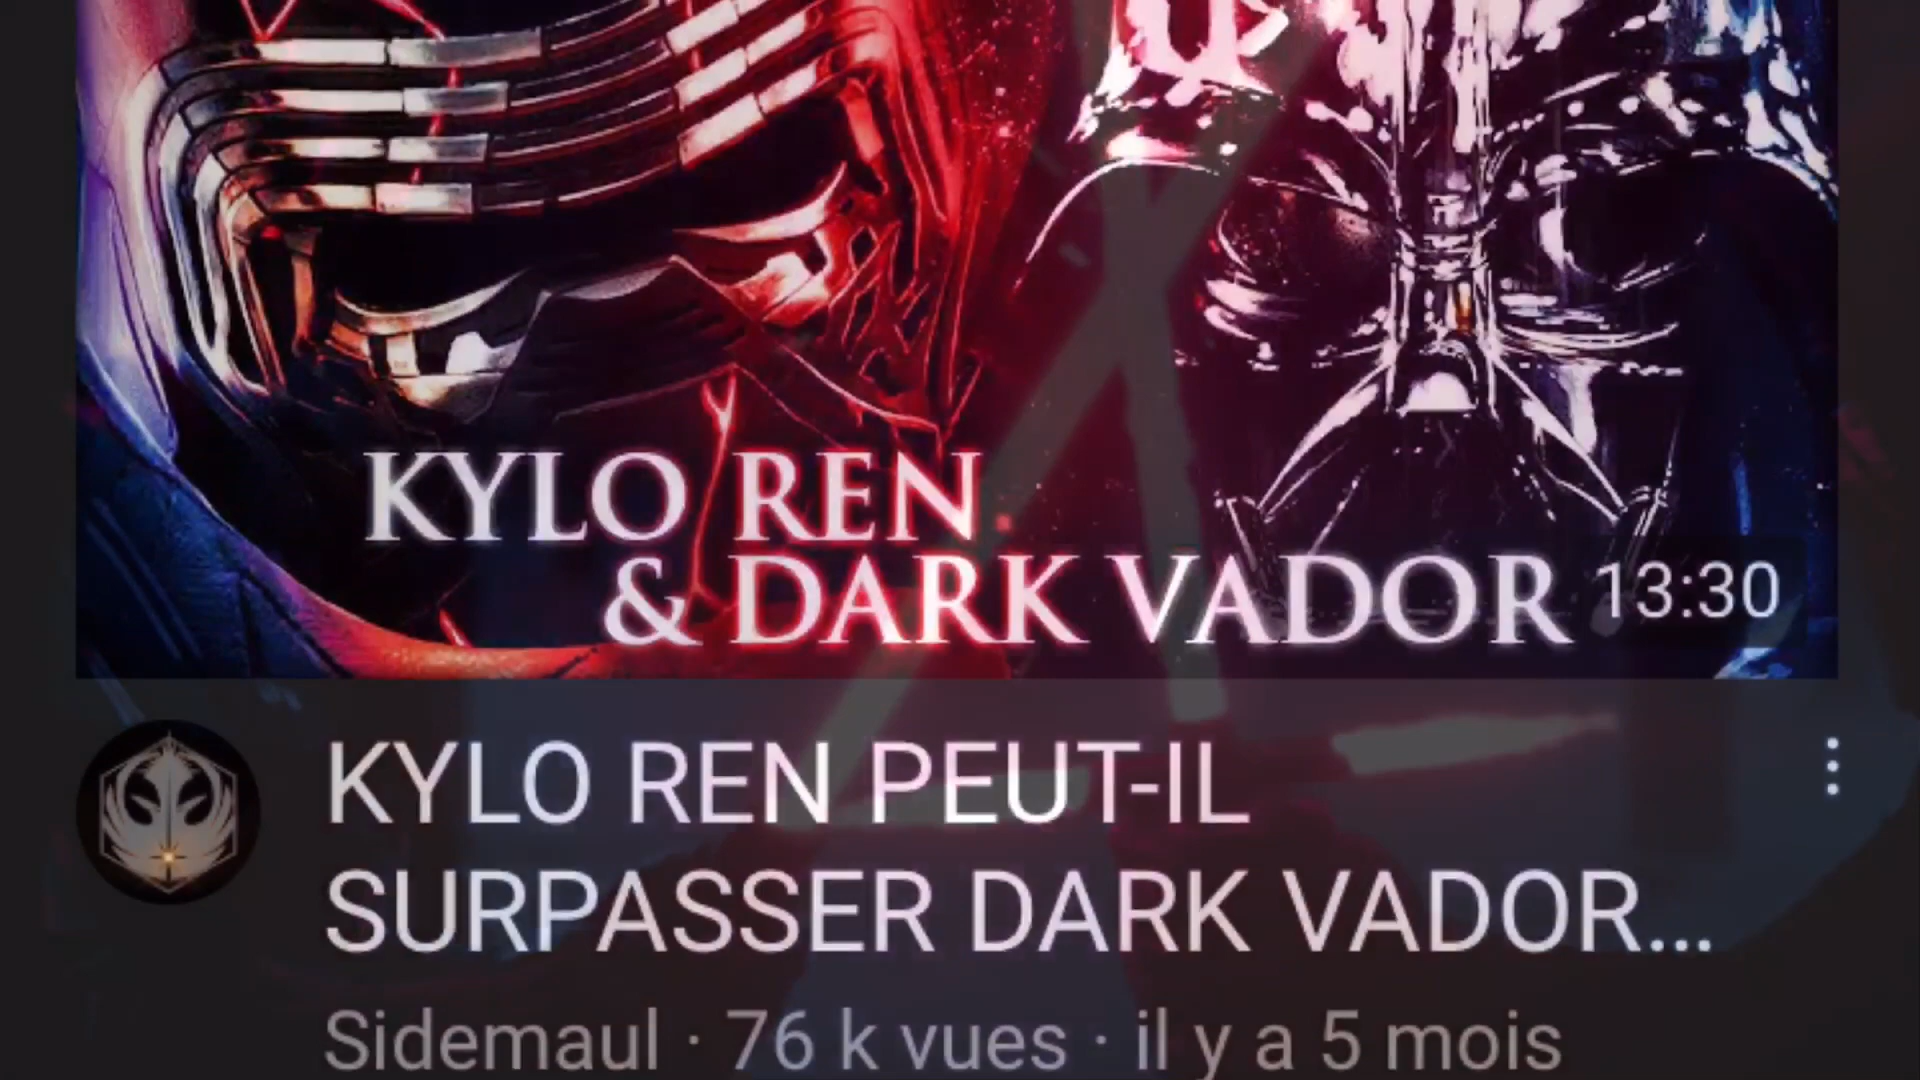 KYLO REN
& DARK VADOR
13:30
KYLO REN PEUT-IL
SURPASSER DARK VADOR...
Sidemaul · 76 k vues · il y a 5 mois